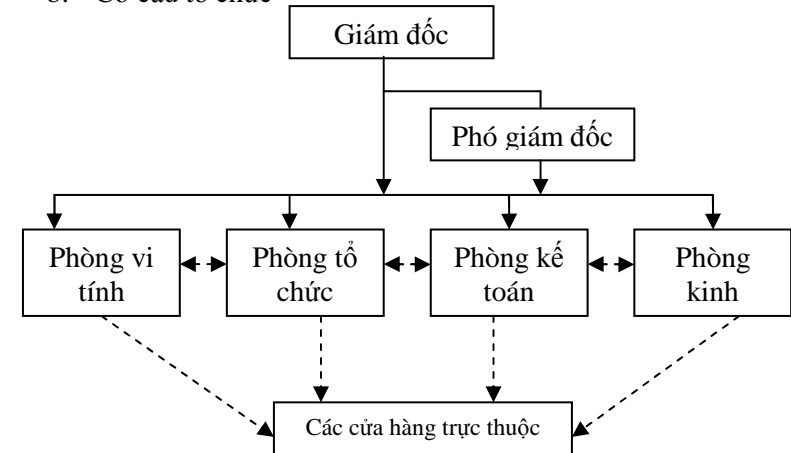 Giám đốc
Phó giám đốc
Phòng vi
tính
Phòng tổ
chức
Phòng kế
toán
Phòng
kinh
Các cửa hàng trực thuộc